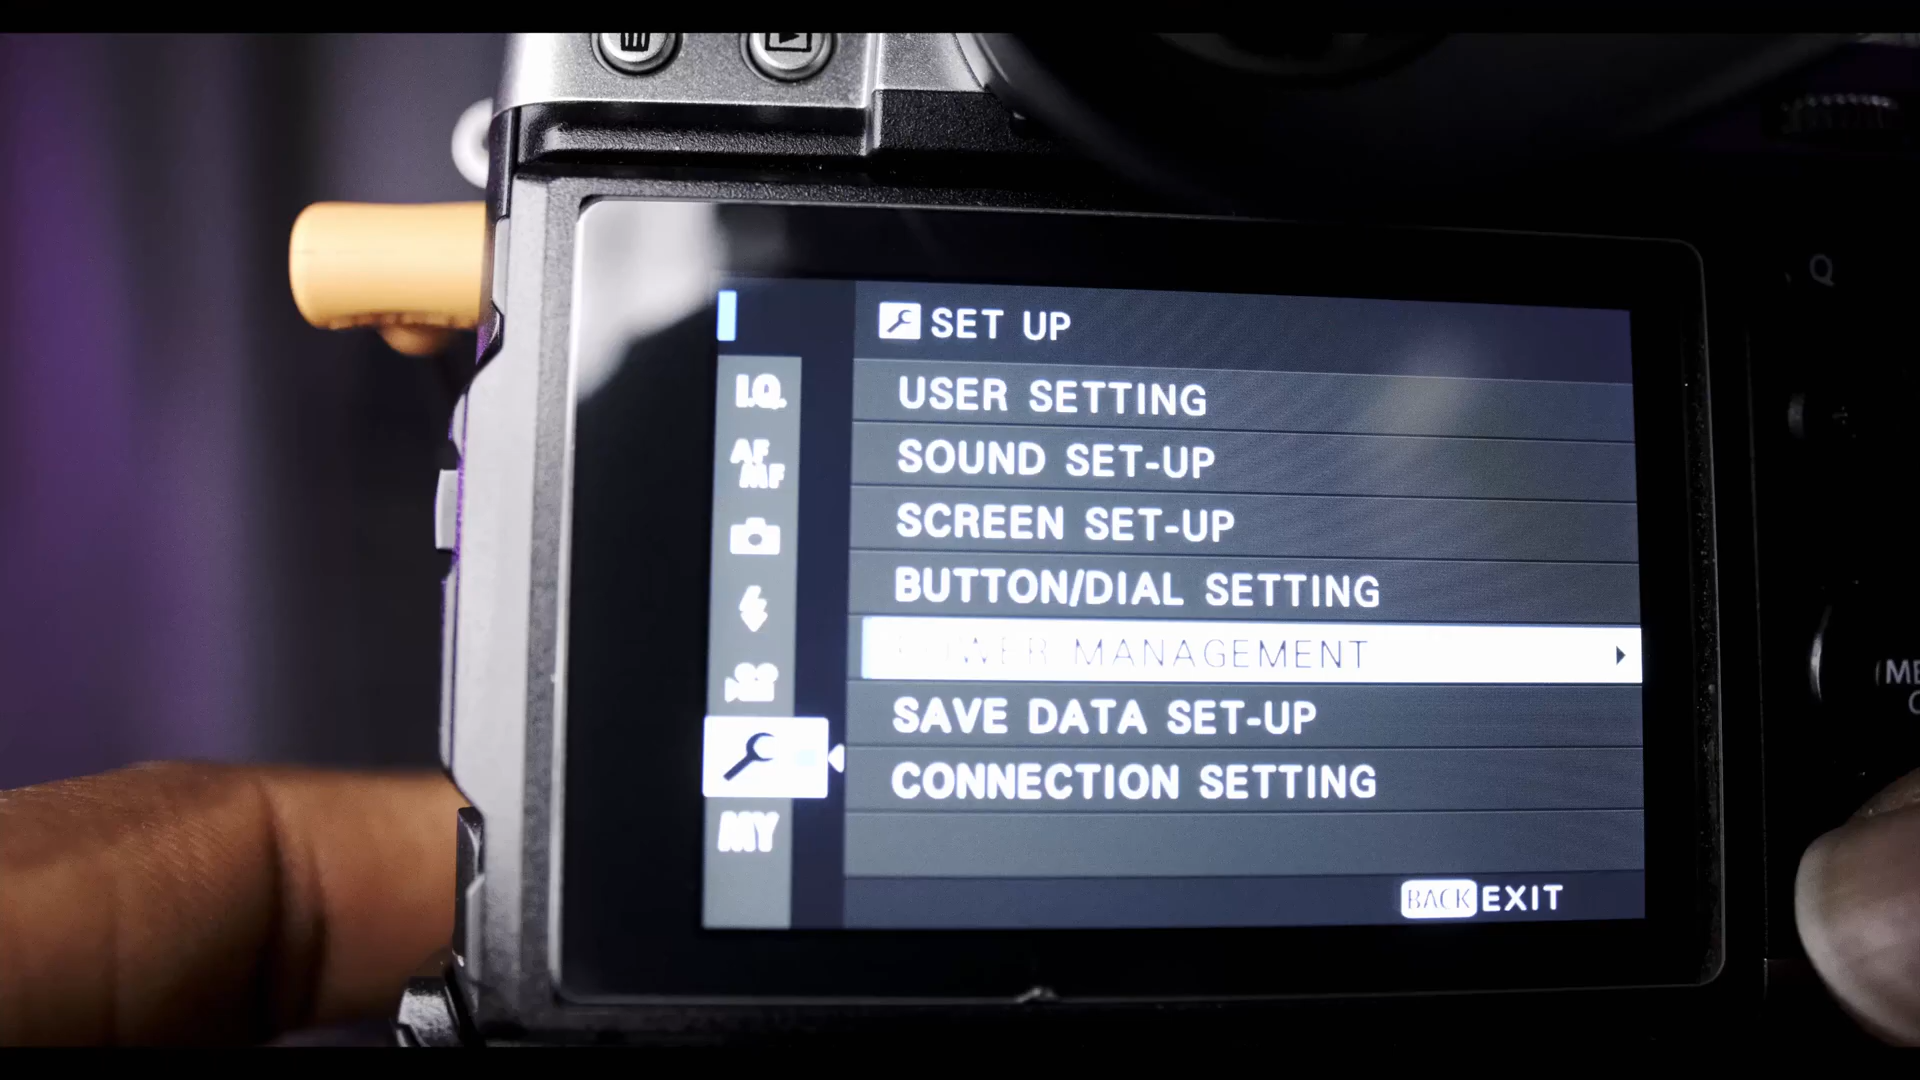 Q
SET UP
I.Q.
USER SETTING
AF
MF
SOUND SET-UP
SCREEN SET-UP
BUTTON/DIAL SETTING
POWER MANAGEMENT
SAVE DATA SET-UP
CONNECTION SETTING
MY
BACK EXIT